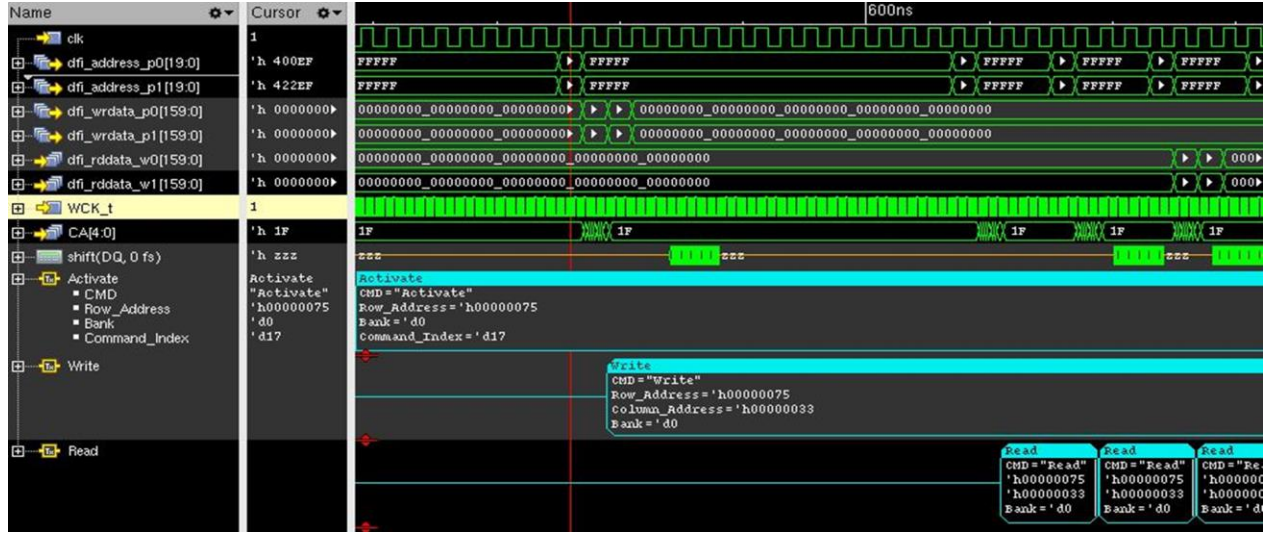 Name Cursor
600ns
clk 1
dfi_address_p0[19:0] 'h 400EF FFFFF FFFFF FFFFF FFFFF FFFFF
dfi_address_p1[19:0] 'h 422EF FFFFF FFFFF FFFFF FFFFF FFFFF
dfi_wrdata_p0[159:0] 'h 0000000 00000000_00000000_00000000 00000000_00000000_00000000_00000000_00000000
dfi_wrdata_p1[159:0] 'h 0000000 00000000_00000000_00000000 00000000_00000000_00000000_00000000_00000000
dfi_rddata_w0[159:0] 'h 0000000 00000000_00000000_00000000_00000000_00000000 000
dfi_rddata_w1[159:0] 'h 0000000 00000000_00000000_00000000_00000000_00000000 000
WCK_t 1
CA[4:0] 'h 1F 1F 1F 1F 1F 1F
shift(DQ, 0 fs) 'h zzz zzz zzz zzz
Activate Activate Activate
CMD "Activate" CMD="Activate"
Row_Address 'h00000075 Row_Address='h00000075
Bank 'd0 Bank='d0
Command_Index 'd17 Command_Index='d17
Write Write
CMD="Write"
Row_Address='h00000075
Column_Address='h00000033
Bank='d0
Read Read Read Read
CMD="Read" CMD="Read" CMD="Re
'h00000075 'h00000075 'h000000
'h00000033 'h00000033 'h000000
Bank='d0 Bank='d0 Bank='d